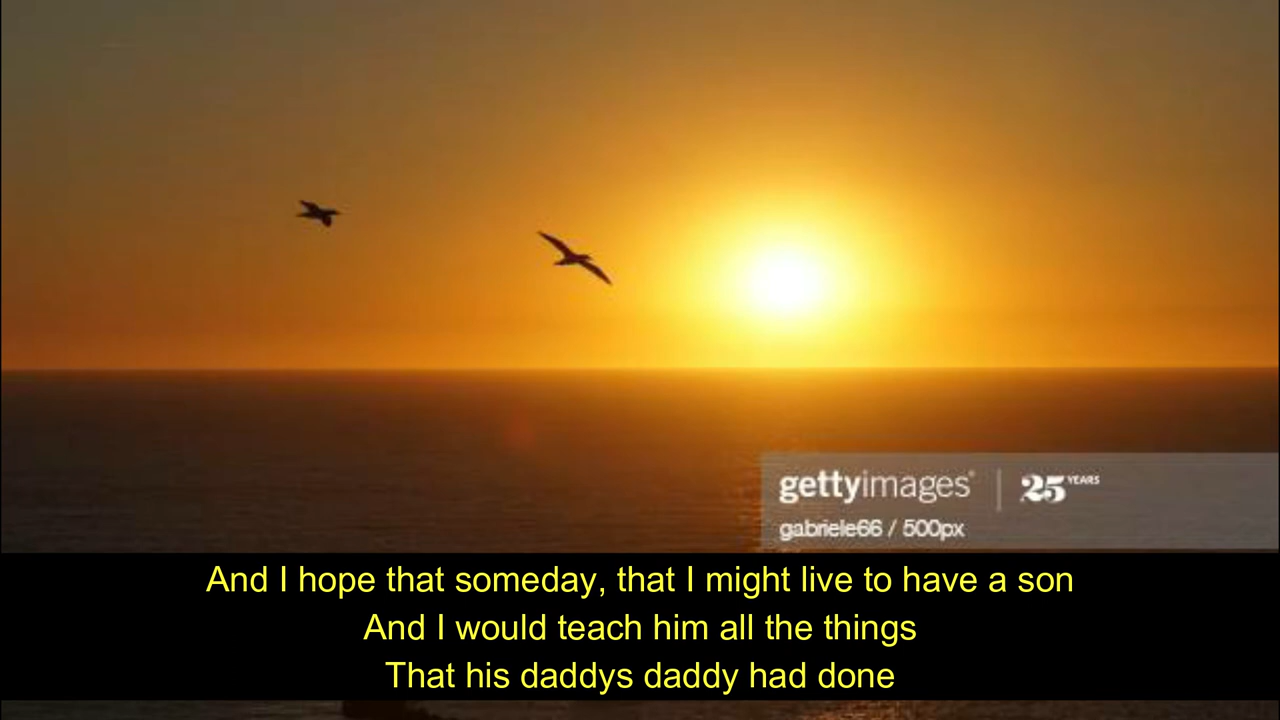 gettyimages® | 25 YEARS
gabriele66 / 500px
And I hope that someday, that I might live to have a son
And I would teach him all the things
That his daddys daddy had done